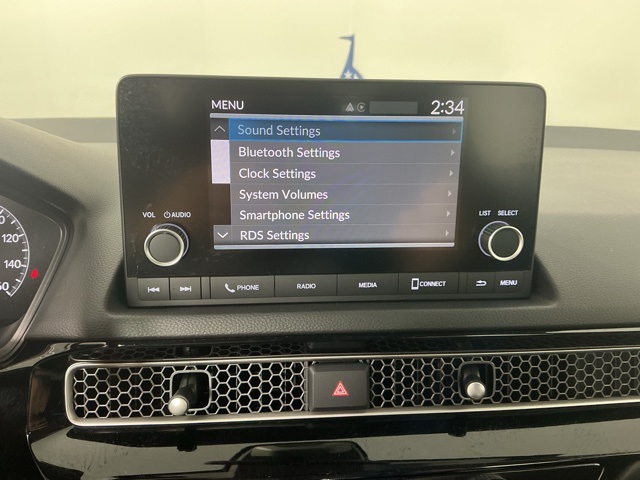 MENU
2:34
Sound Settings
Bluetooth Settings
Clock Settings
System Volumes
Smartphone Settings
RDS Settings
VOL AUDIO
LIST SELECT
PHONE RADIO MEDIA CONNECT MENU
120
140